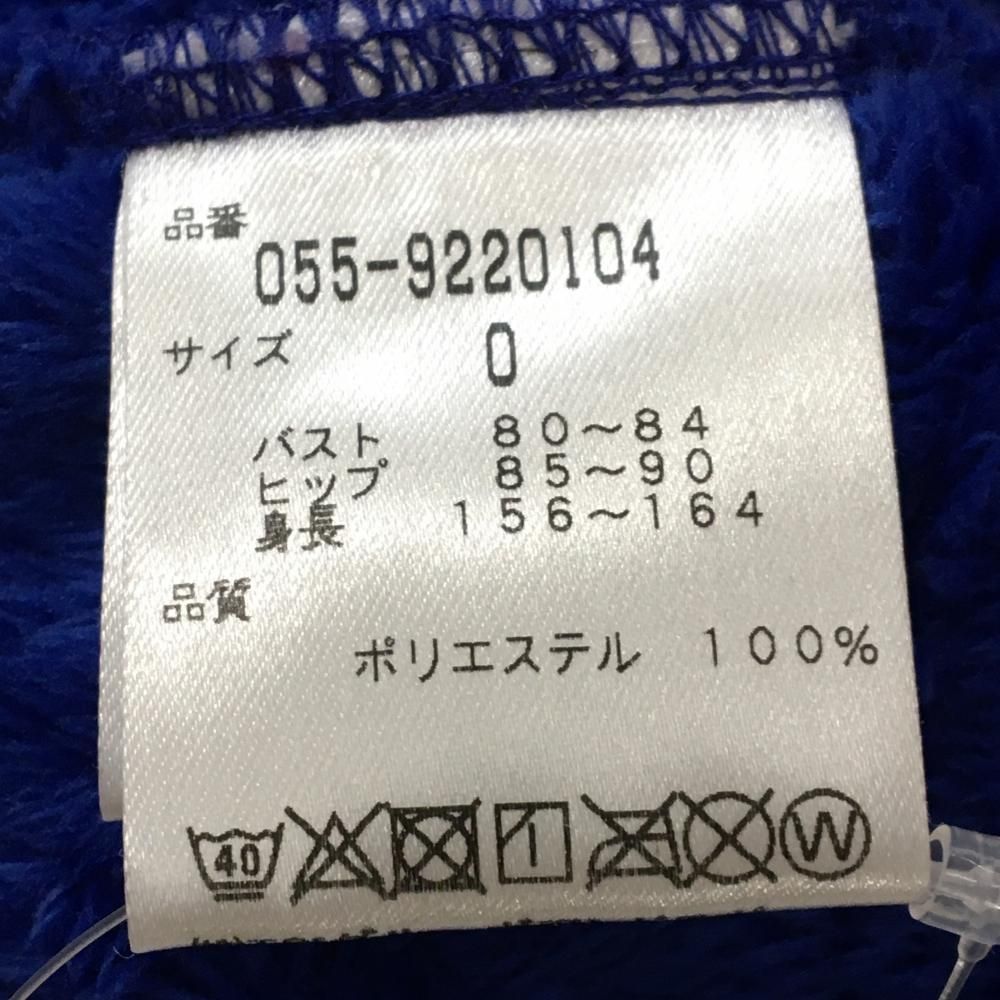 品番
055-9220104
サイズ 0
バスト 80〜84
ヒップ 85〜90
身長 156〜164
品質
ポリエステル 100%
40 W